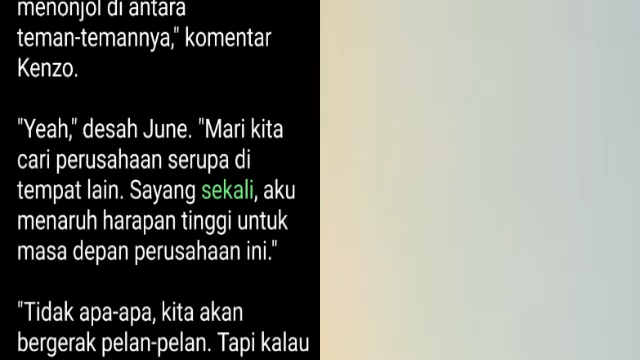 menonjol di antara
teman-temannya," komentar
Kenzo.
"Yeah," desah June. "Mari kita
cari perusahaan serupa di
tempat lain. Sayang sekali, aku
menaruh harapan tinggi untuk
masa depan perusahaan ini."
"Tidak apa-apa, kita akan
bergerak pelan-pelan. Tapi kalau